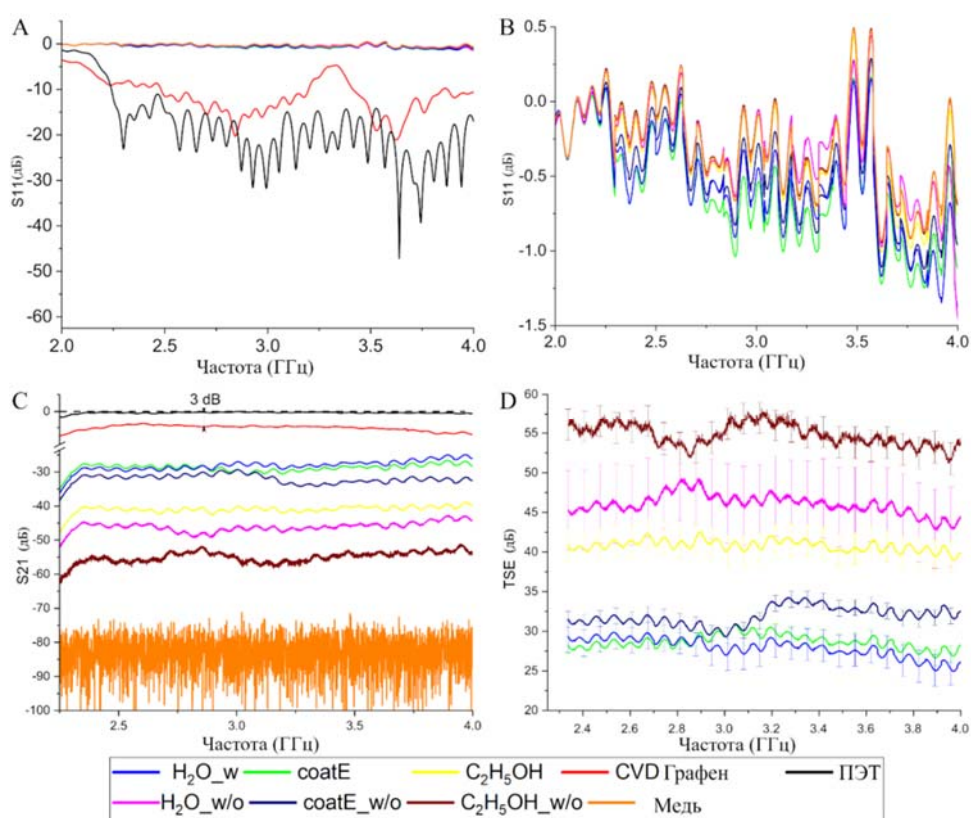 A
0
-10
-20
-30
-40
-50
-60
S11(дБ)
2.0 2.5 3.0 3.5 4.0
Частота (ГГц)
B
0.5
0.0
-0.5
-1.0
-1.5
S11 (дБ)
2.0 2.5 3.0 3.5 4.0
Частота (ГГц)
C
3 dB
0
-30
-40
-50
-60
-70
-80
-90
-100
S21 (дБ)
2.5 3.0 3.5 4.0
Частота (ГГц)
D
60
55
50
45
40
35
30
25
20
TSE (дБ)
2.4 2.6 2.8 3.0 3.2 3.4 3.6 3.8 4.0
Частота (ГГц)
H₂O_w coatE C₂H₅OH CVD Графен ПЭТ
H₂O_w/o coatE_w/o C₂H₅OH_w/o Медь